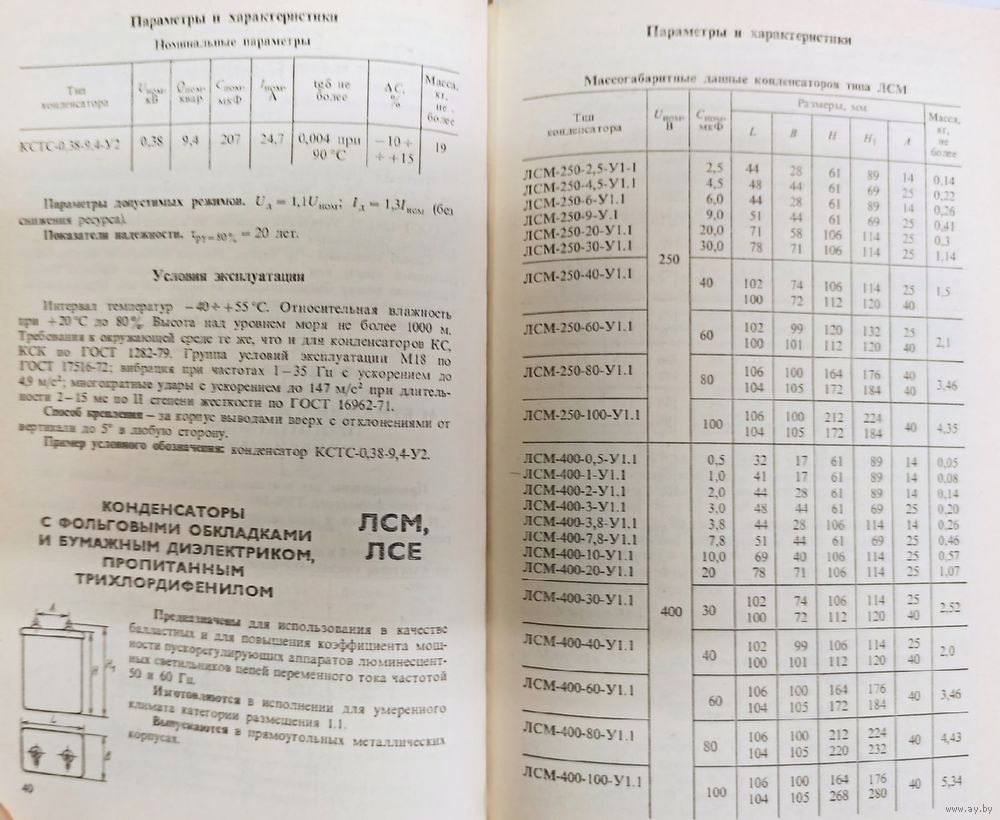 Параметры и характеристики
Номинальные параметры
Тип конденсатора Uном, кВ Qном, квар Cном, мкФ Iном, А tgδ не более ΔC, % Масса, кг, не более
КСТС-0,38-9,4-У2 0,38 9,4 207 24,7 0,004 при 90 °С −10 ÷ ÷ +15 19
Параметры допустимых режимов. Uд = 1,1Uном; Iд = 1,3Iном (без
снижения ресурса).
Показатели надежности. τру=80% = 20 лет.
Условия эксплуатации
Интервал температур −40 ÷ +55 °С. Относительная влажность
при +20 °С до 80%. Высота над уровнем моря не более 1000 м.
Требования к окружающей среде те же, что и для конденсаторов КС,
КСК по ГОСТ 1282-79. Группа условий эксплуатации М18 по
ГОСТ 17516-72; вибрация при частотах 1−35 Гц с ускорением до
4,9 м/с²; многократные удары с ускорением до 147 м/с² при длитель-
ности 2−15 мс по II степени жесткости по ГОСТ 16962-71.
Способ крепления – за корпус выводами вверх с отклонениями от
вертикали до 5° в любую сторону.
Пример условного обозначения: конденсатор КСТС-0,38-9,4-У2.
КОНДЕНСАТОРЫ
С ФОЛЬГОВЫМИ ОБКЛАДКАМИ
И БУМАЖНЫМ ДИЭЛЕКТРИКОМ,
ПРОПИТАННЫМ
ТРИХЛОРДИФЕНИЛОМ
ЛСМ,
ЛСЕ
A
H H1
L
B
Предназначены для использования в качестве
балластных и для повышения коэффициента мощ-
ности пускорегулирующих аппаратов люминесцент-
ных светильников цепей переменного тока частотой
50 и 60 Гц.
Изготовляются в исполнении для умеренного
климата категории размещения 1.1.
Выпускаются в прямоугольных металлических
корпусах.
40
Параметры и характеристики
Массогабаритные данные конденсаторов типа ЛСМ
Тип конденсатора Uном, В Cном, мкФ Размеры, мм Масса, кг, не более
L B H H1 A
ЛСМ-250-2,5-У1-1 2,5 44 28 61 89 14 0,14
ЛСМ-250-4,5-У1.1 4,5 48 44 61 69 25 0,22
ЛСМ-250-6-У1.1 6,0 44 28 61 89 14 0,26
ЛСМ-250-9-У.1 9,0 51 44 61 69 25 0,41
ЛСМ-250-20-У1.1 20,0 71 58 106 114 25 0,3
ЛСМ-250-30-У1.1 30,0 78 71 106 114 25 1,14
250
ЛСМ-250-40-У1.1 40 102 74 106 114 25 1,5
100 72 112 120 40
ЛСМ-250-60-У1.1 60 102 99 120 132 25 2,1
100 101 112 120 40
ЛСМ-250-80-У1.1 80 106 100 164 176 40 3,46
104 105 172 184 40
ЛСМ-250-100-У1.1 100 106 100 212 224 40 4,35
104 105 172 184
ЛСМ-400-0,5-У1.1 0,5 32 17 61 89 14 0,05
ЛСМ-400-1-У1.1 1,0 41 17 61 89 14 0,08
ЛСМ-400-2-У1.1 2,0 44 28 61 89 14 0,14
ЛСМ-400-3-У1.1 3,0 48 44 61 69 25 0,20
ЛСМ-400-3,8-У1.1 3,8 44 28 106 114 14 0,26
ЛСМ-400-7,8-У1.1 7,8 51 44 61 69 25 0,46
ЛСМ-400-10-У1.1 10,0 69 40 106 114 25 0,57
ЛСМ-400-20-У1.1 20 78 71 106 114 25 1,07
ЛСМ-400-30-У1.1 400 30 102 74 106 114 25 2,52
100 72 112 120 40
ЛСМ-400-40-У1.1 40 102 99 106 114 25 2,0
100 101 112 120 40
ЛСМ-400-60-У1.1 60 106 100 164 176 40 3,46
104 105 172 184
ЛСМ-400-80-У1.1 80 106 100 212 224 40 4,43
104 105 220 232
ЛСМ-400-100-У1.1 100 106 100 164 176 40 5,34
104 105 268 280
www.ay.by